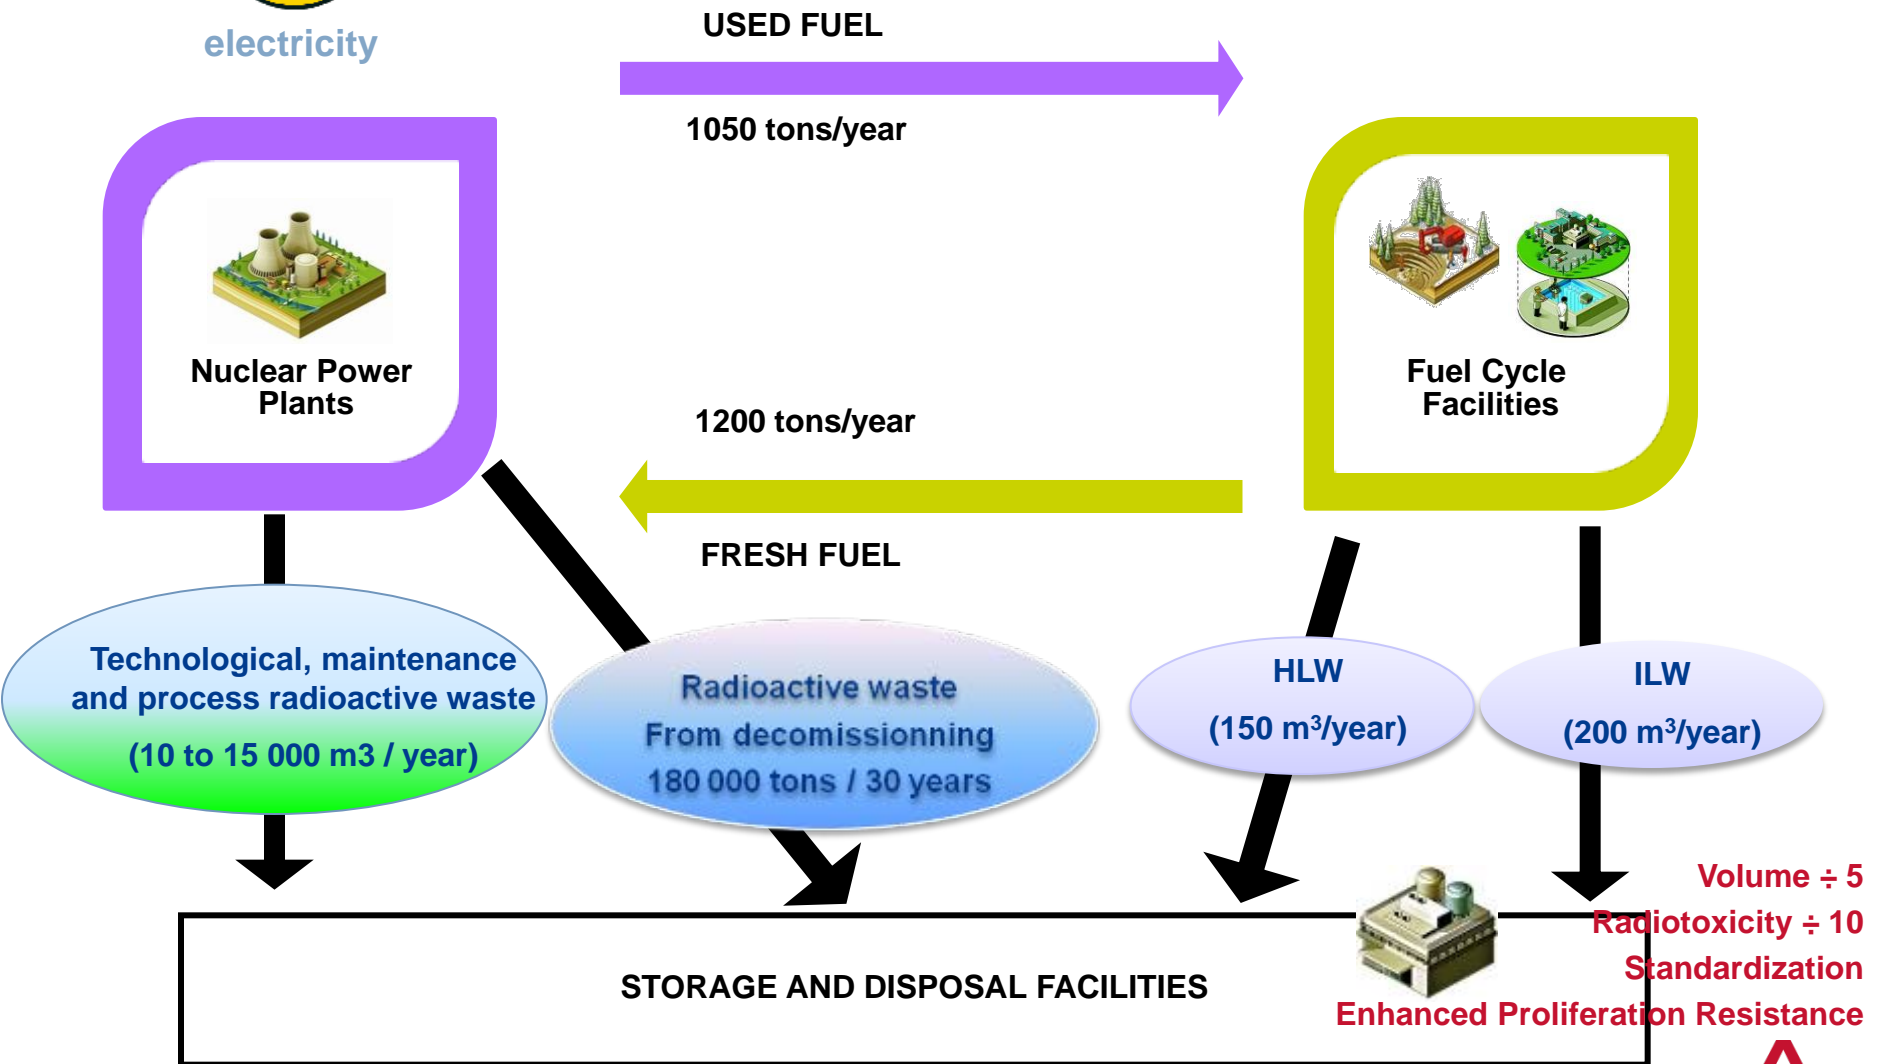 electricity
USED FUEL
1050 tons/year
Nuclear Power
Plants
Fuel Cycle
Facilities
1200 tons/year
FRESH FUEL
Technological, maintenance
and process radioactive waste
(10 to 15 000 m3 / year)
Radioactive waste
From decomissionning
180 000 tons / 30 years
HLW
(150 m³/year)
ILW
(200 m³/year)
Volume ÷ 5
Radiotoxicity ÷ 10
Standardization
Enhanced Proliferation Resistance
STORAGE AND DISPOSAL FACILITIES